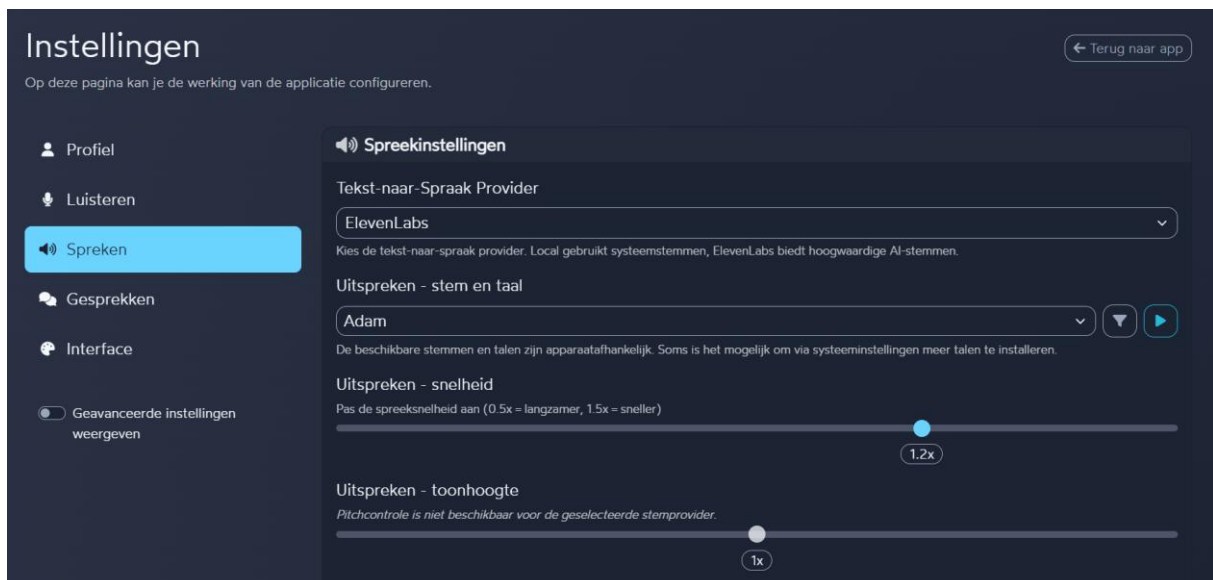 Instellingen
Terug naar app
Op deze pagina kan je de werking van de applicatie configureren.
Profiel
Luisteren
Spreken
Gesprekken
Interface
Geavanceerde instellingen
weergeven
Spreekinstellingen
Tekst-naar-Spraak Provider
ElevenLabs
Kies de tekst-naar-spraak provider. Local gebruikt systeemstemmen, ElevenLabs biedt hoogwaardige AI-stemmen.
Uitspreken - stem en taal
Adam
De beschikbare stemmen en talen zijn apparaatafhankelijk. Soms is het mogelijk om via systeeminstellingen meer talen te installeren.
Uitspreken - snelheid
Pas de spreeksnelheid aan (0.5x = langzamer, 1.5x = sneller)
1.2x
Uitspreken - toonhoogte
Pitchcontrole is niet beschikbaar voor de geselecteerde stemprovider.
1x